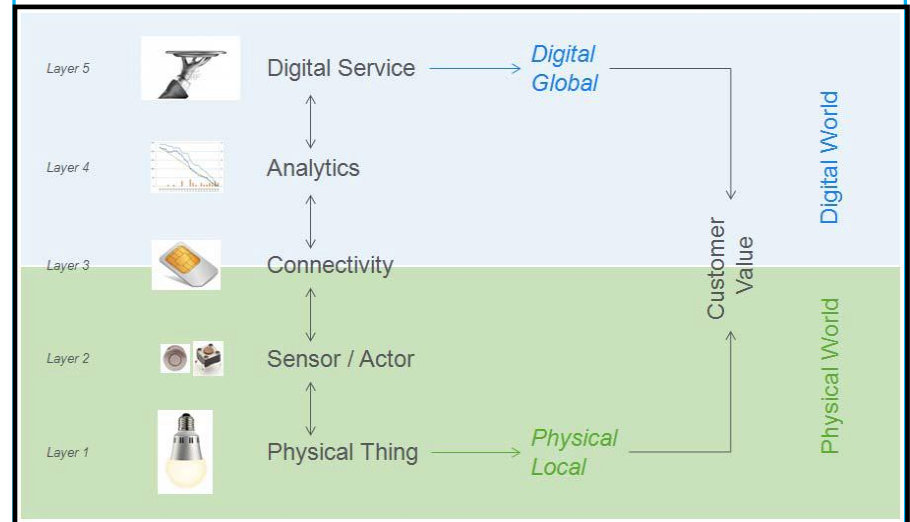 Layer 5
Digital Service
Digital
Global
Layer 4
Analytics
Digital World
Layer 3
Connectivity
Customer
Value
Layer 2
Sensor / Actor
Physical World
Layer 1
Physical Thing
Physical
Local